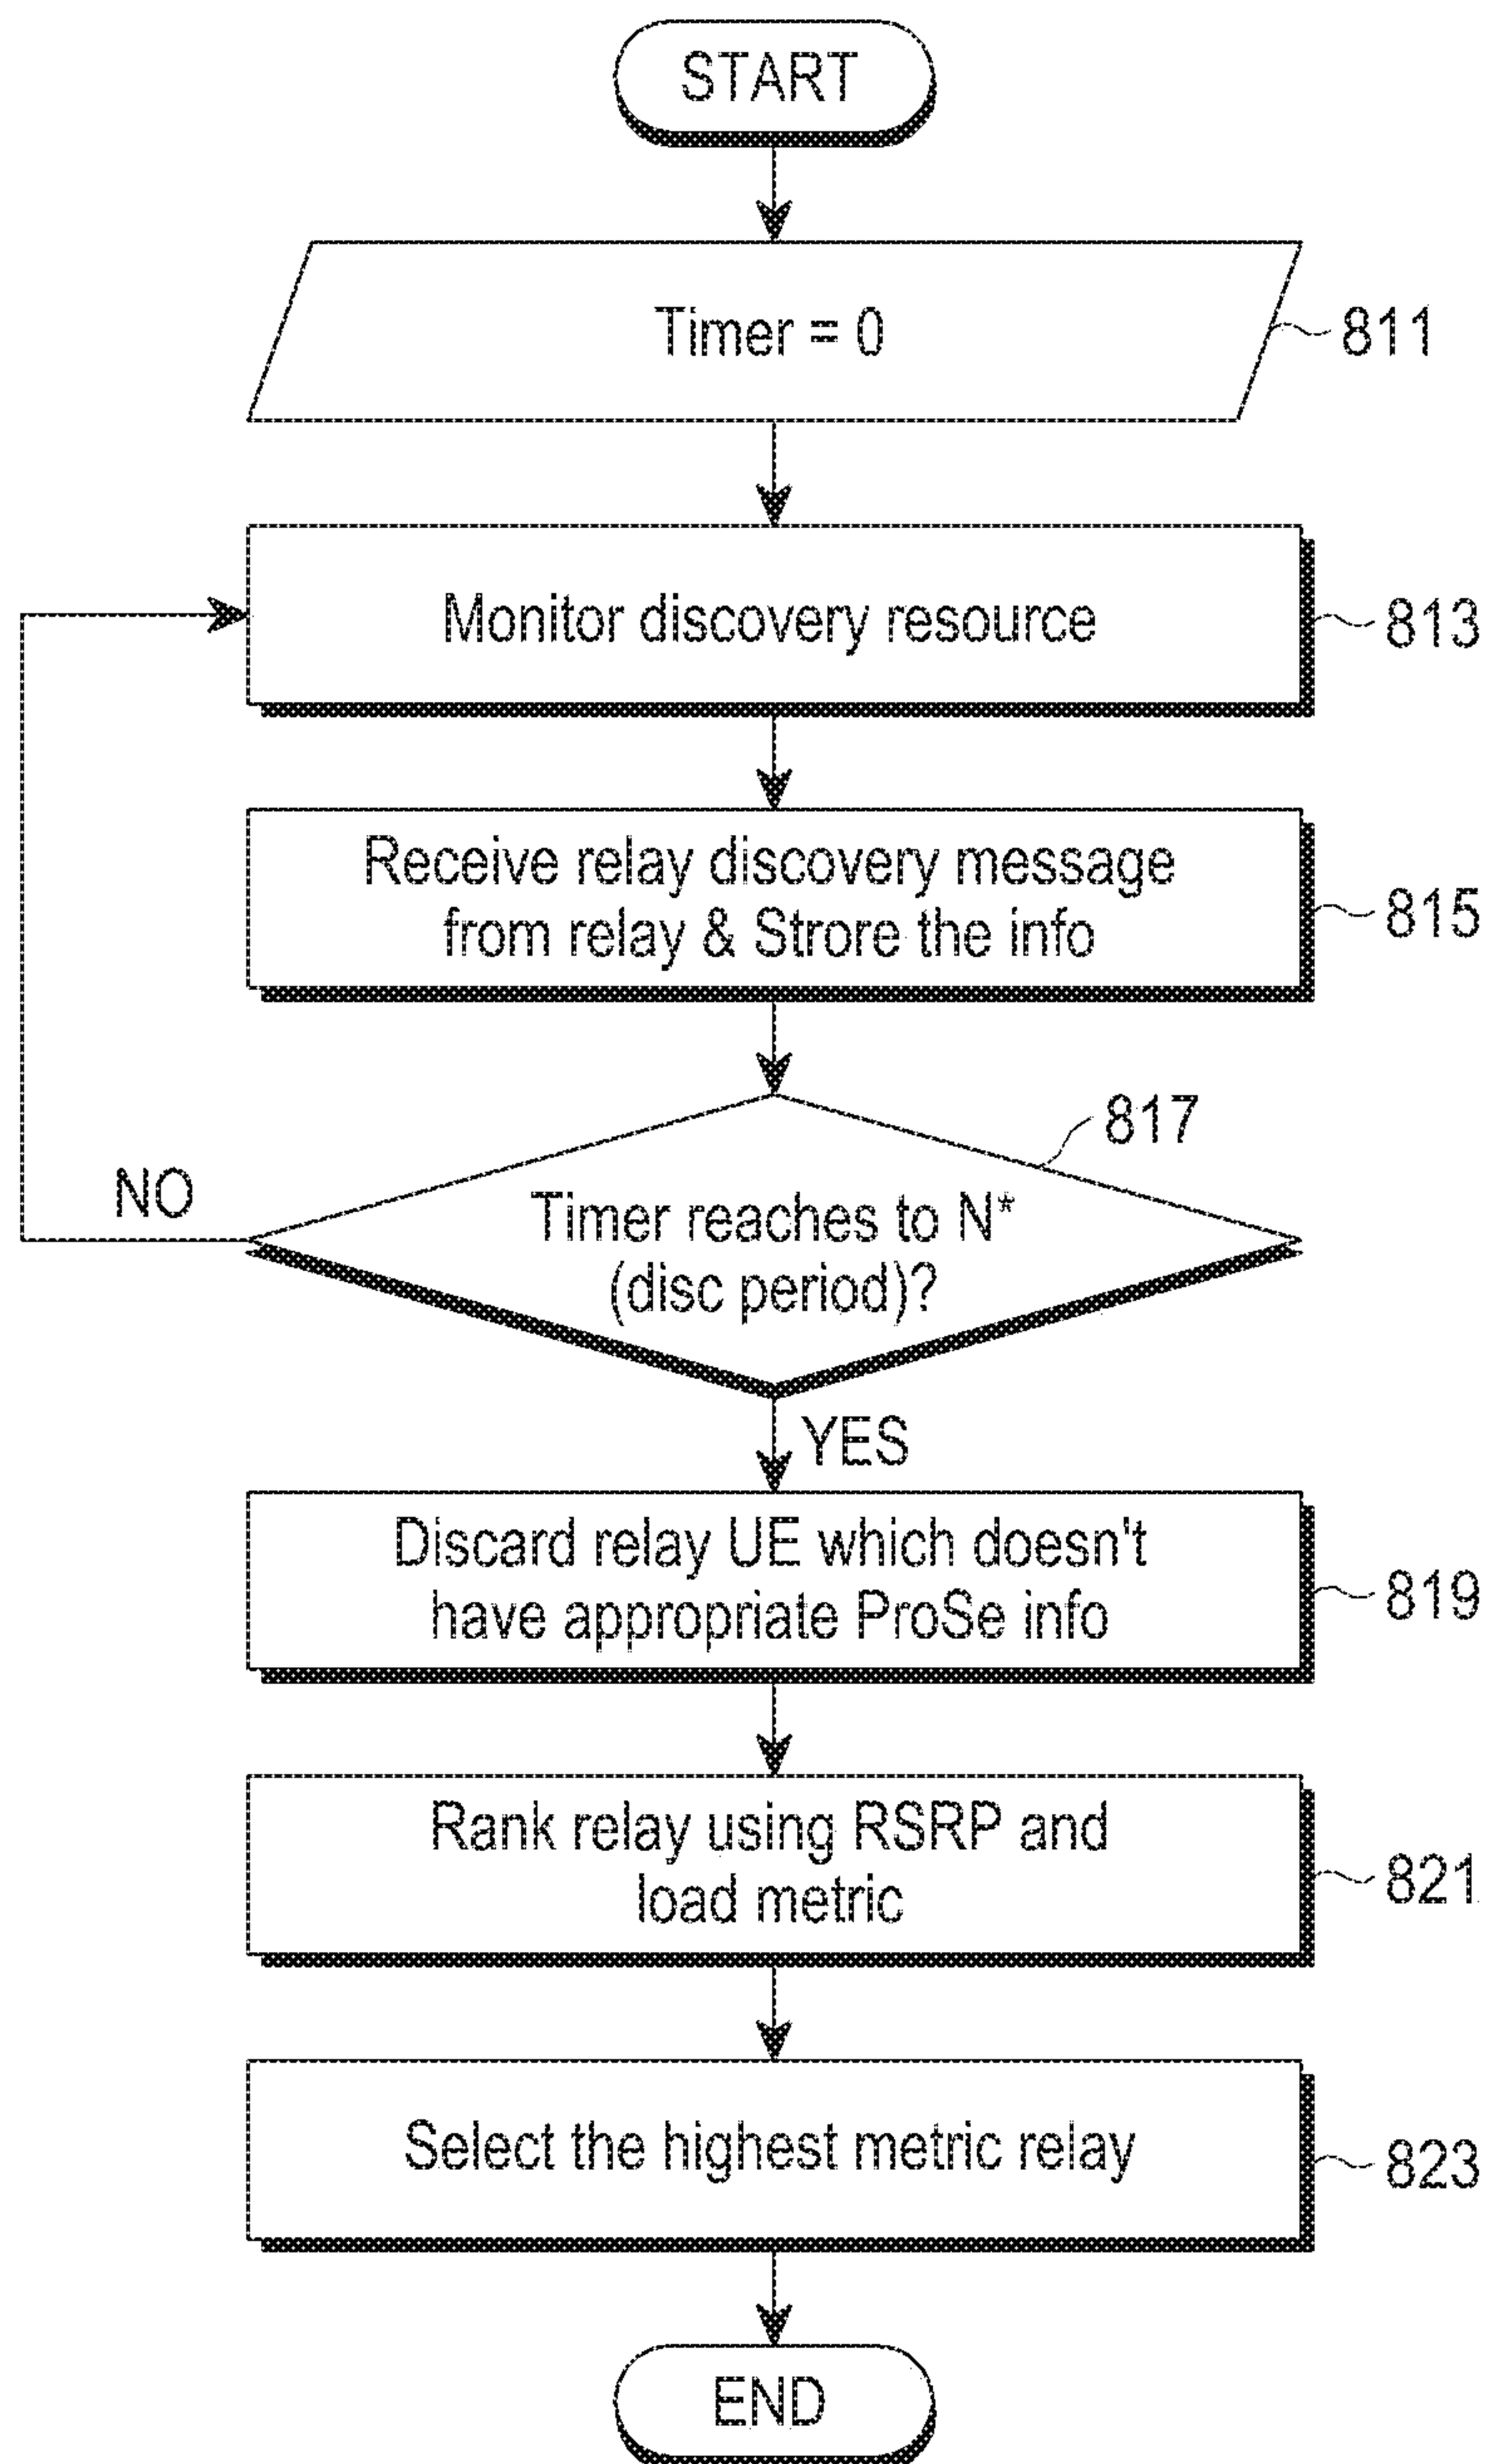 START
Timer = 0
811
Monitor discovery resource
813
Receive relay discovery message
from relay & Strore the info
815
817
Timer reaches to N*
(disc period)?
NO
YES
Discard relay UE which doesn't
have appropriate ProSe info
819
Rank relay using RSRP and
load metric
821
Select the highest metric relay
823
END